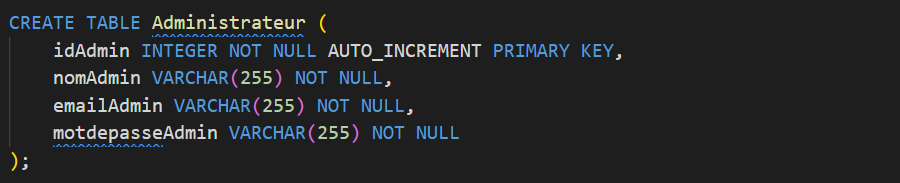 CREATE TABLE Administrateur (
    idAdmin INTEGER NOT NULL AUTO_INCREMENT PRIMARY KEY,
    nomAdmin VARCHAR(255) NOT NULL,
    emailAdmin VARCHAR(255) NOT NULL,
    motdepasseAdmin VARCHAR(255) NOT NULL
);